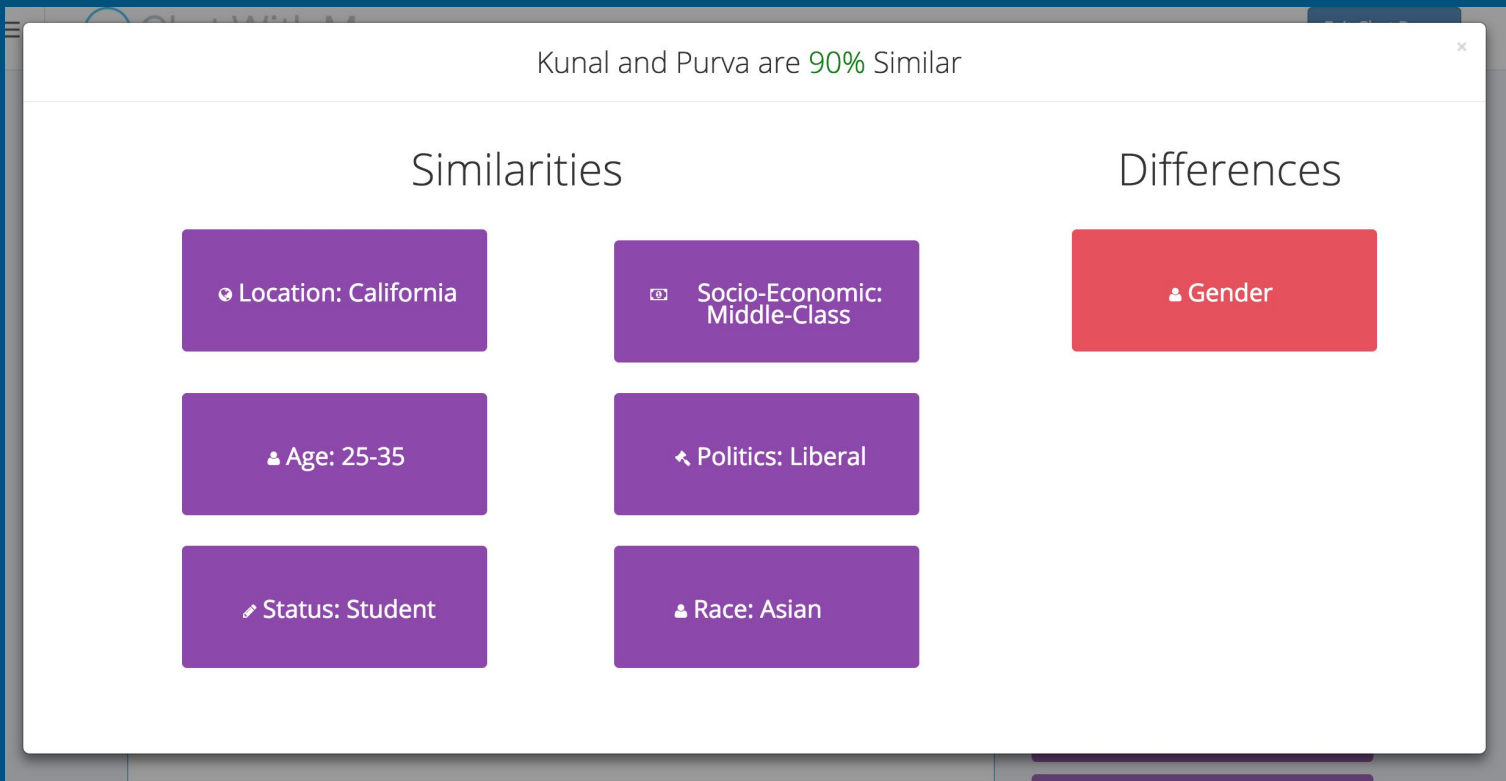 Kunal and Purva are 90% Similar
×
Similarities
Differences
Location: California
Socio-Economic:
Middle-Class
Gender
Age: 25-35
Politics: Liberal
Status: Student
Race: Asian